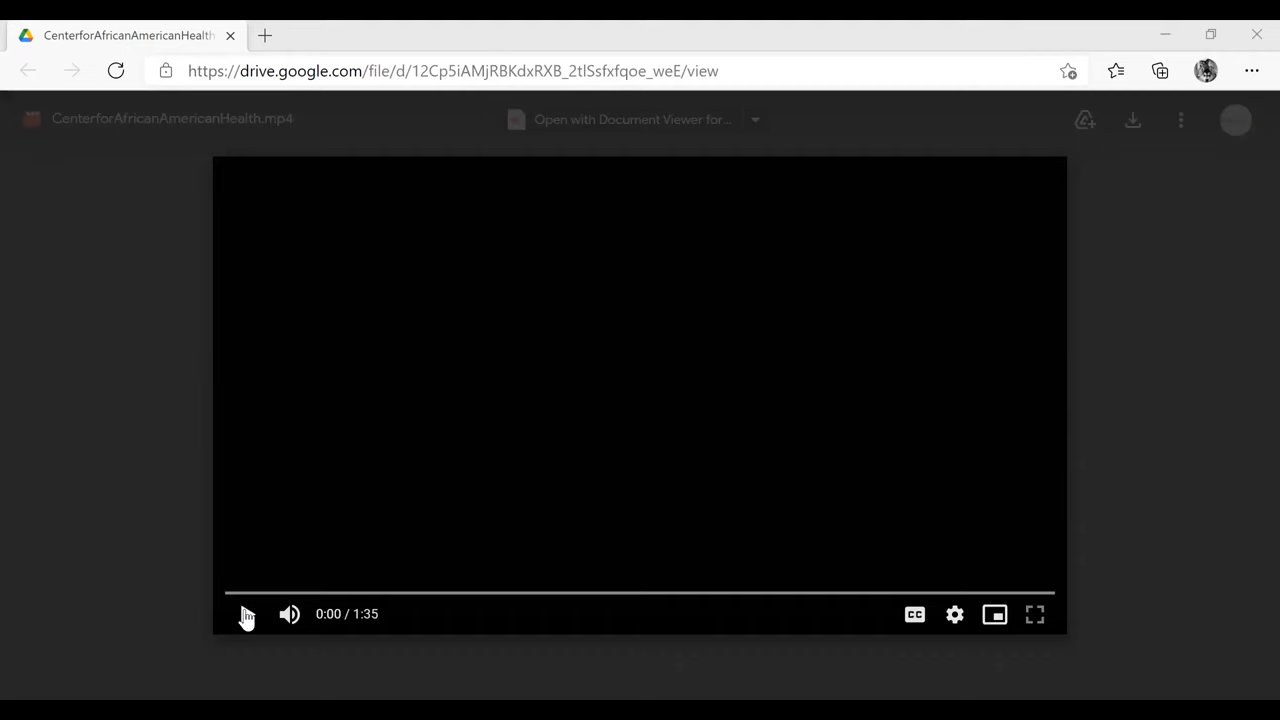 CenterforAfricanAmericanHealth
https://drive.google.com/file/d/12Cp5iAMjRBKdxRXB_2tlSsfxfqoe_weE/view
CenterforAfricanAmericanHealth.mp4
Open with Document Viewer for...
0:00 / 1:35
CC